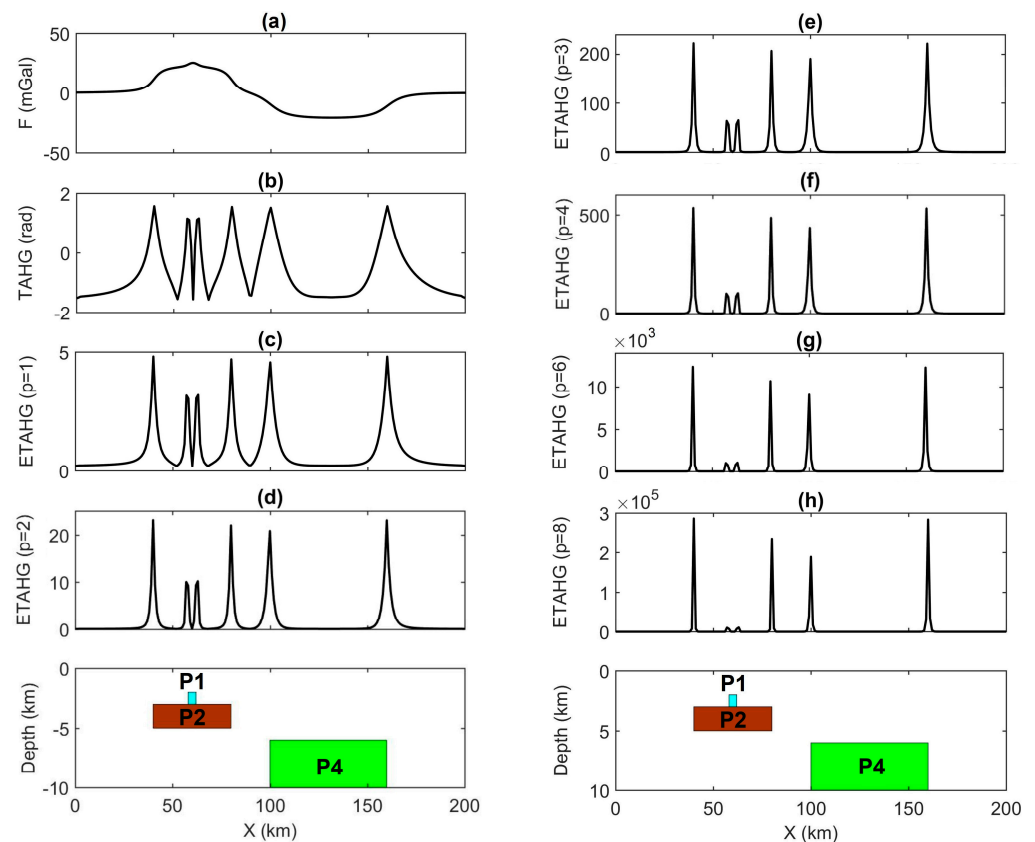 (a)
F (mGal)
50
0
-50
(b)
TAHG (rad)
2
0
-2
(c)
ETAHG (p=1)
5
0
(d)
ETAHG (p=2)
20
10
0
P1
P2
P4
Depth (km)
0
-5
-10
0 50 100 150 200
X (km)
(e)
ETAHG (p=3)
200
100
0
(f)
ETAHG (p=4)
500
0
(g)
×10³
ETAHG (p=6)
10
5
0
(h)
×10⁵
ETAHG (p=8)
3
2
1
0
P1
P2
P4
Depth (km)
0
5
10
0 50 100 150 200
X (km)